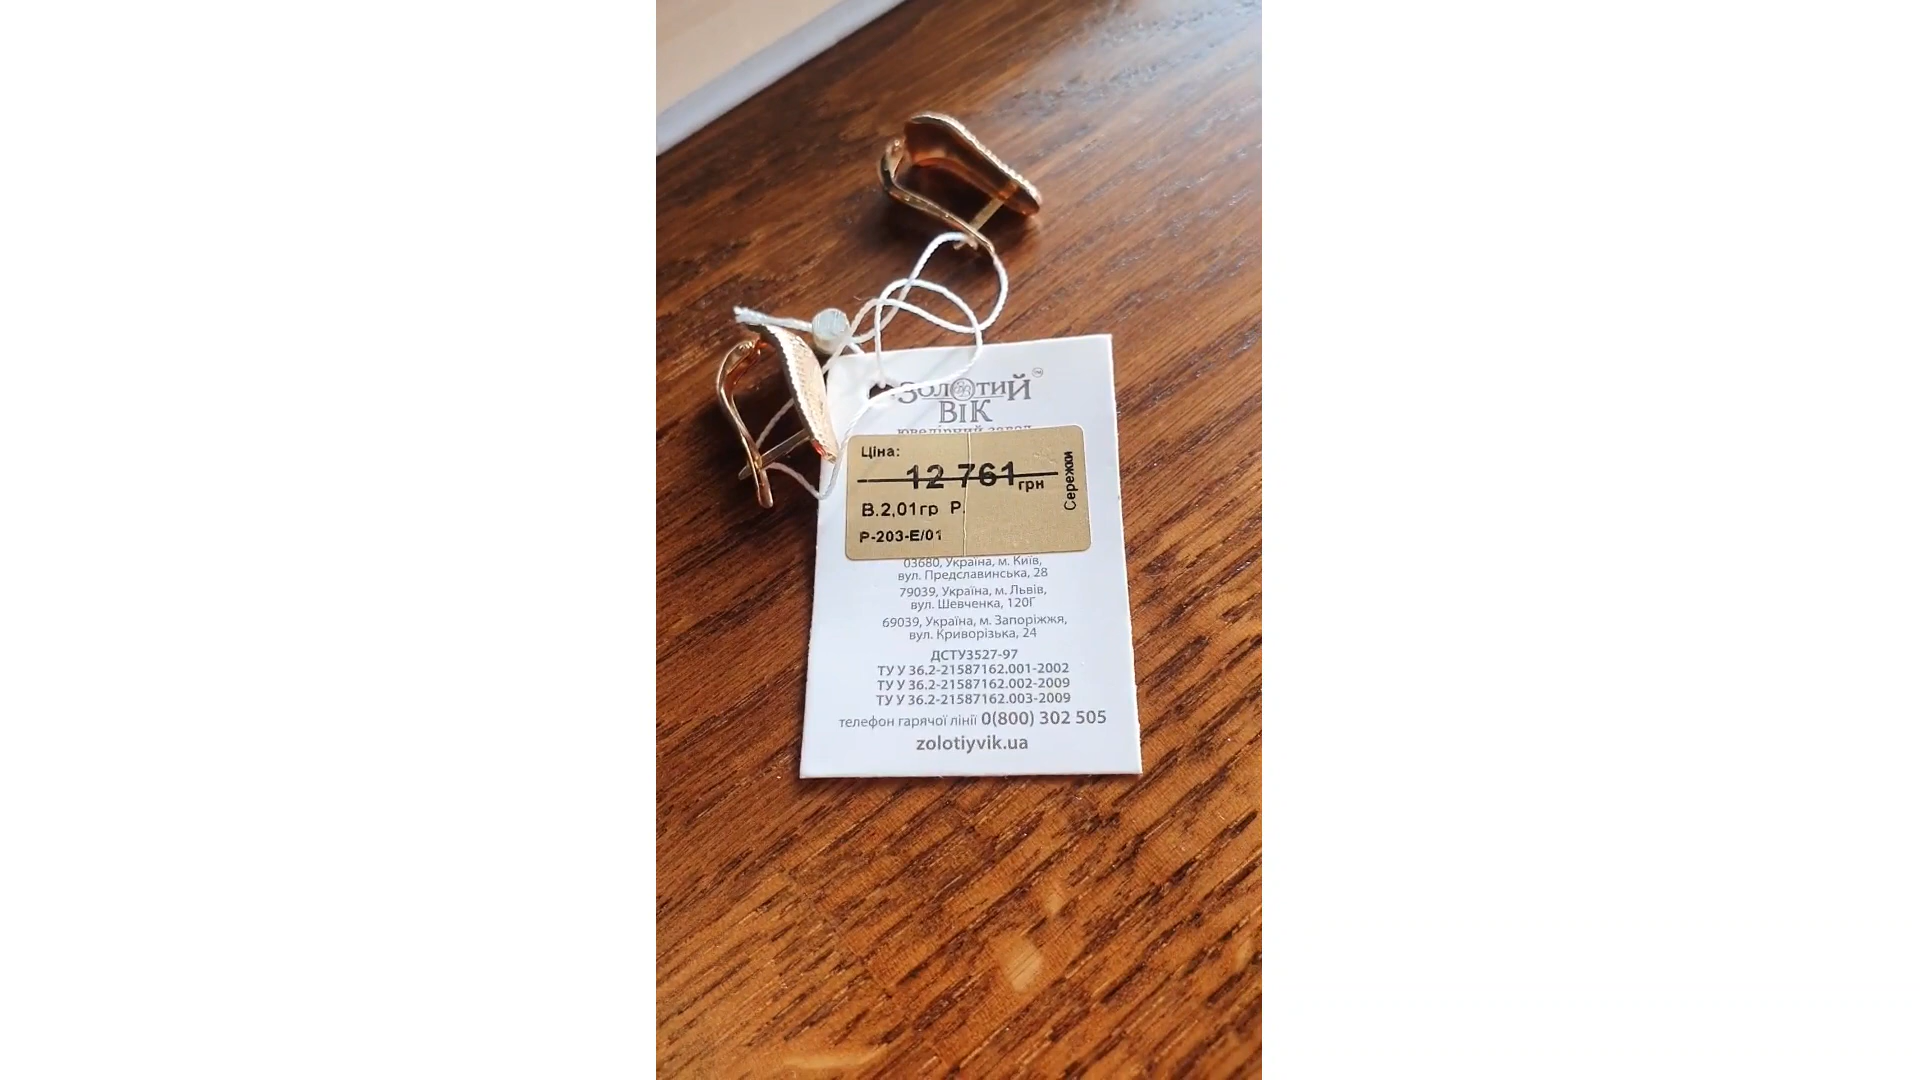 ЗОЛОТИЙ™
ВІК
ювелірний завод
Ціна:
12 761 грн
В.2,01гр Р.
Р-203-Е/01
Сережки
03680, Україна, м. Київ,
вул. Предславинська, 28
79039, Україна, м. Львів,
вул. Шевченка, 120Г
69039, Україна, м. Запоріжжя,
вул. Криворізька, 24
ДСТУ3527-97
ТУ У 36.2-21587162.001-2002
ТУ У 36.2-21587162.002-2009
ТУ У 36.2-21587162.003-2009
телефон гарячої лінії 0(800) 302 505
zolotiyvik.ua